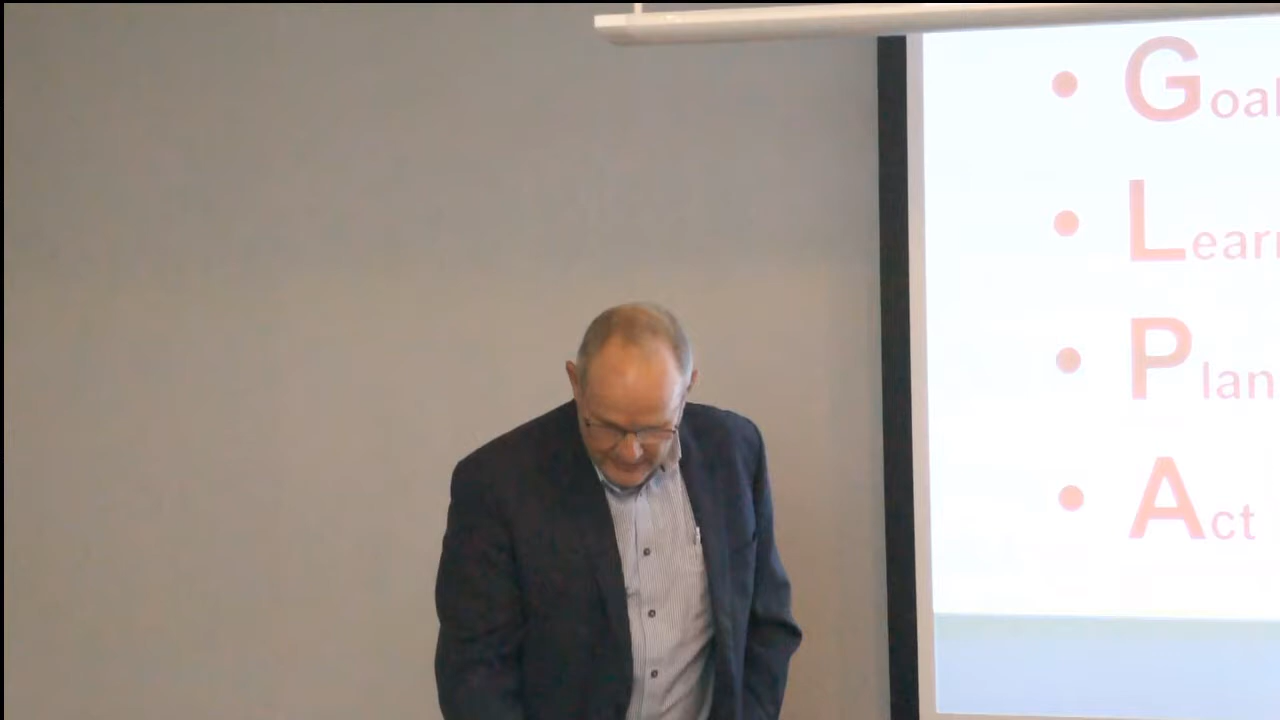 • Goal
• Learn
• Plan
• Act